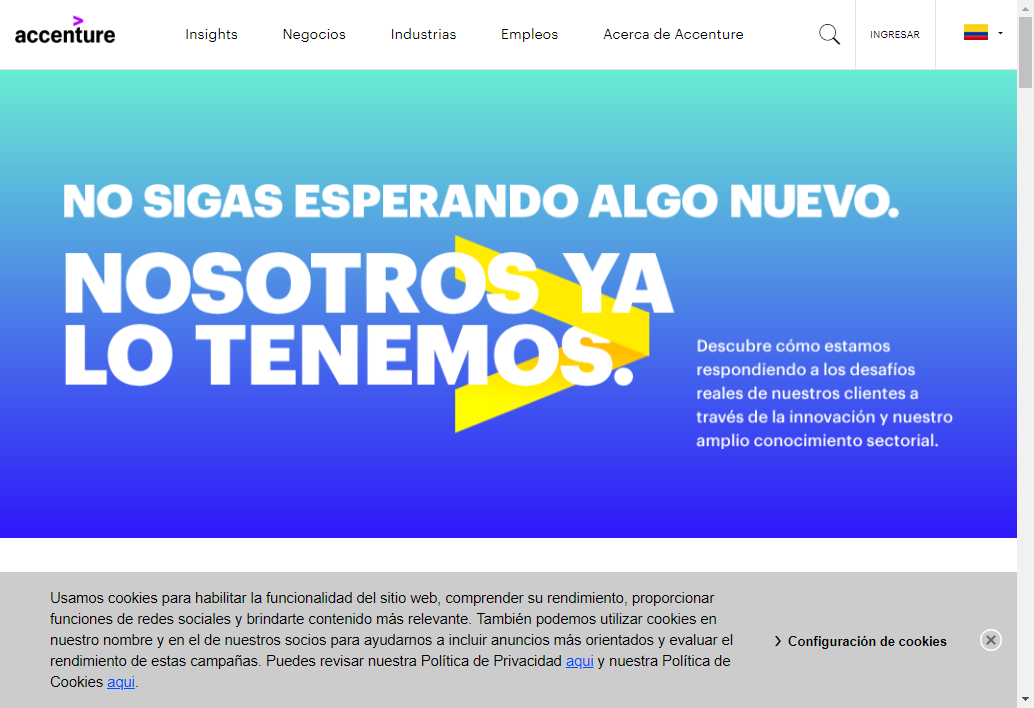 accenture
Insights
Negocios
Industrias
Empleos
Acerca de Accenture
INGRESAR
NO SIGAS ESPERANDO ALGO NUEVO.
NOSOTROS YA
LO TENEMOS.
Descubre cómo estamos
respondiendo a los desafíos
reales de nuestros clientes a
través de la innovación y nuestro
amplio conocimiento sectorial.
Usamos cookies para habilitar la funcionalidad del sitio web, comprender su rendimiento, proporcionar
funciones de redes sociales y brindarte contenido más relevante. También podemos utilizar cookies en
nuestro nombre y en el de nuestros socios para ayudarnos a incluir anuncios más orientados y evaluar el
rendimiento de estas campañas. Puedes revisar nuestra Política de Privacidad aqui y nuestra Política de
Cookies aqui.
Configuración de cookies